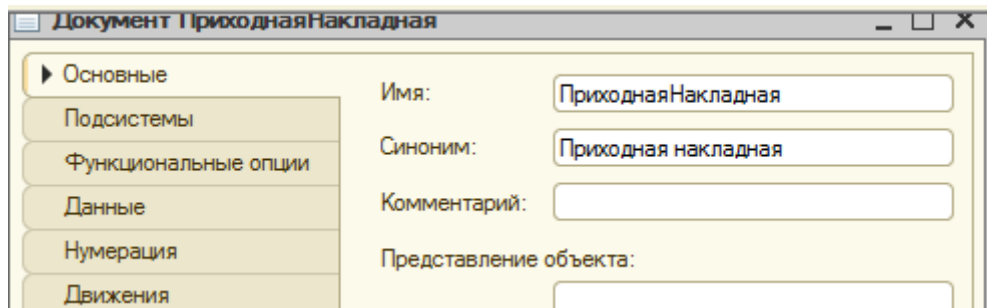 Документ ПриходнаяНакладная
Основные
Подсистемы
Функциональные опции
Данные
Нумерация
Движения
Имя:
ПриходнаяНакладная
Синоним:
Приходная накладная
Комментарий:
Представление объекта: